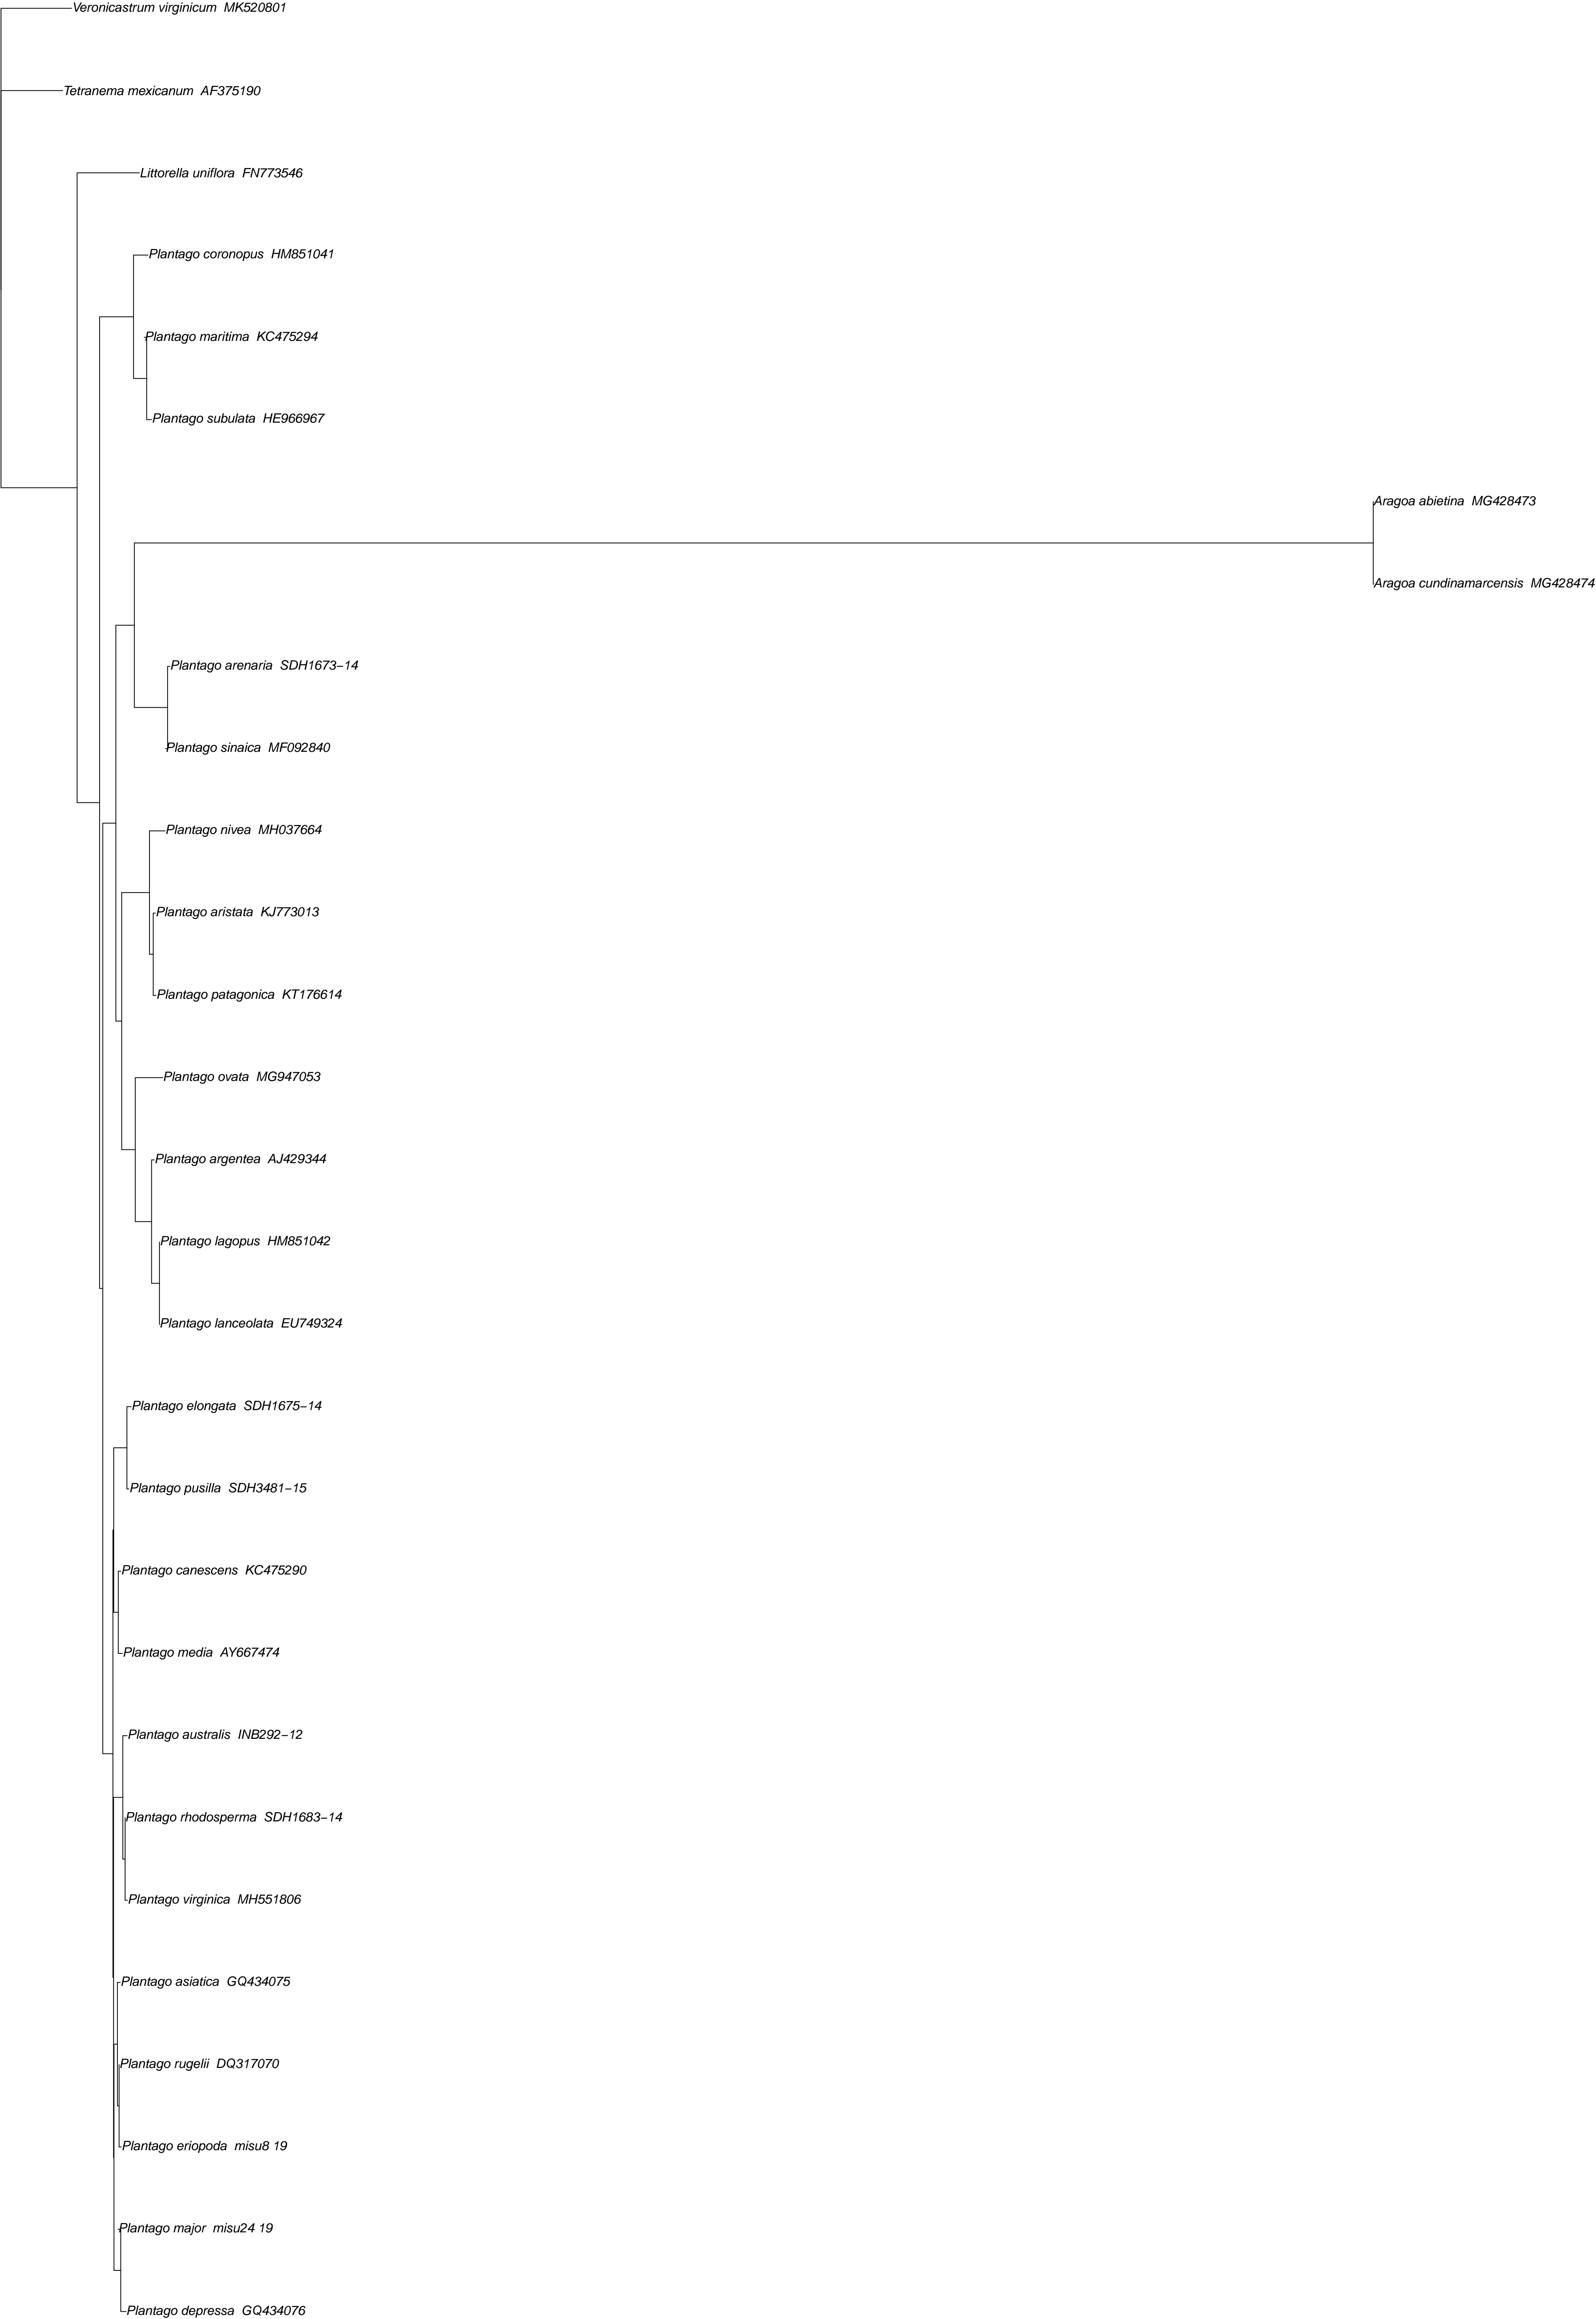 Veronicastrum virginicum MK520801
Tetranema mexicanum AF375190
Littorella uniflora FN773546
Plantago coronopus HM851041
Plantago maritima KC475294
Plantago subulata HE966967
Aragoa abietina MG428473
Aragoa cundinamarcensis MG428474
Plantago arenaria SDH1673−14
Plantago sinaica MF092840
Plantago nivea MH037664
Plantago aristata KJ773013
Plantago patagonica KT176614
Plantago ovata MG947053
Plantago argentea AJ429344
Plantago lagopus HM851042
Plantago lanceolata EU749324
Plantago elongata SDH1675−14
Plantago pusilla SDH3481−15
Plantago canescens KC475290
Plantago media AY667474
Plantago australis INB292−12
Plantago rhodosperma SDH1683−14
Plantago virginica MH551806
Plantago asiatica GQ434075
Plantago rugelii DQ317070
Plantago eriopoda misu8 19
Plantago major misu24 19
Plantago depressa GQ434076